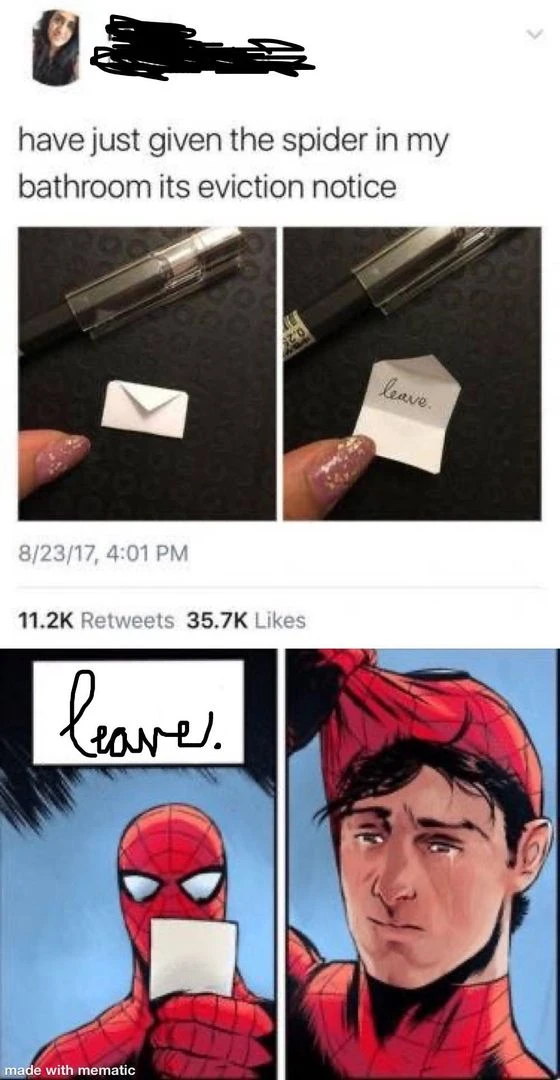 have just given the spider in my
bathroom its eviction notice
leave.
8/23/17, 4:01 PM
11.2K Retweets 35.7K Likes
leave.
made with mematic